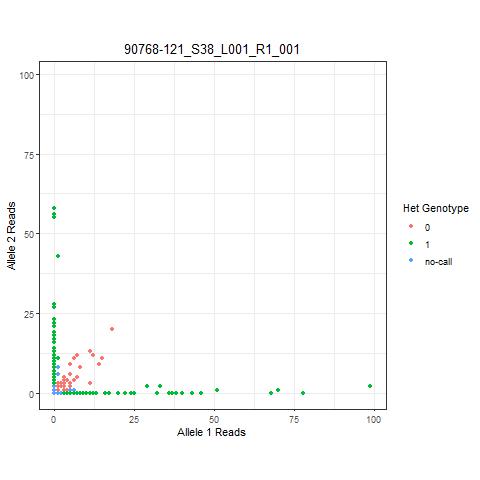 90768-121_S38_L001_R1_001
100
75
50
25
0
Allele 2 Reads
0
25
50
75
100
Allele 1 Reads
Het Genotype
0
1
no-call